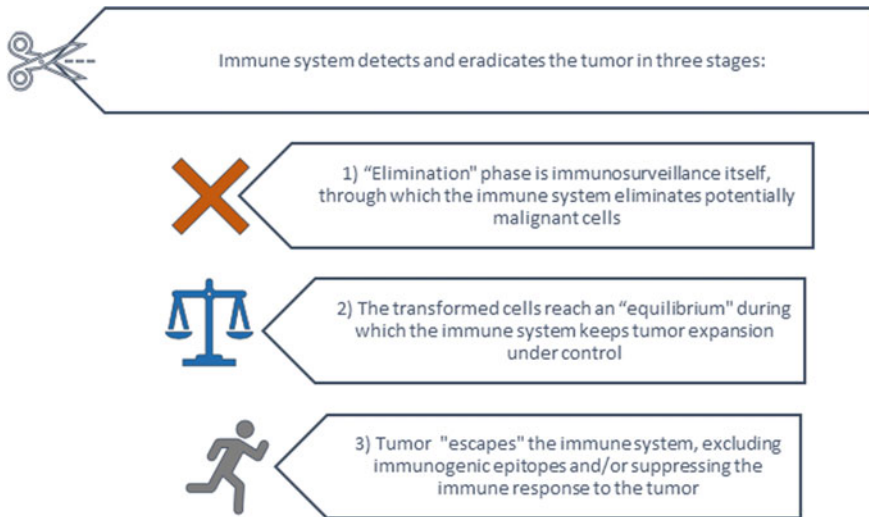 Immune system detects and eradicates the tumor in three stages:
1) “Elimination" phase is immunosurveillance itself,
through which the immune system eliminates potentially
malignant cells
2) The transformed cells reach an “equilibrium" during
which the immune system keeps tumor expansion
under control
3) Tumor "escapes" the immune system, excluding
immunogenic epitopes and/or suppressing the
immune response to the tumor